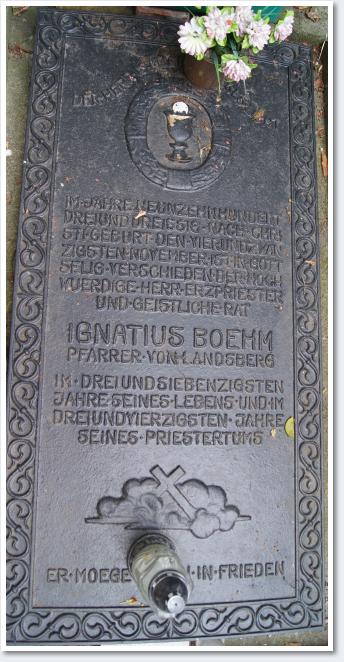 DER HERR
IM·JAHRE·NEUNZEHNHUNDERT
DREIUNDDREISSIG·NACH·CHRI
STI·GEBURT·DEN·VIERUNDZWAN
ZIGSTEN·NOVEMBER·IST·IN·GOTT
SELIG·VERSCHIEDEN·DER·HOCH
WUERDIGE·HERR·ERZPRIESTER
UND·GEISTLICHE·RAT
IGNATIUS BOEHM
PFARRER·VON·LANDSBERG
IM·DREIUNDSIEBENZIGSTEN
JAHRE·SEINES·LEBENS·UND·IM
DREIUNDVIERZIGSTEN·JAHRE
SEINES·PRIESTERTUMS
ER·MOEGE IN·FRIEDEN